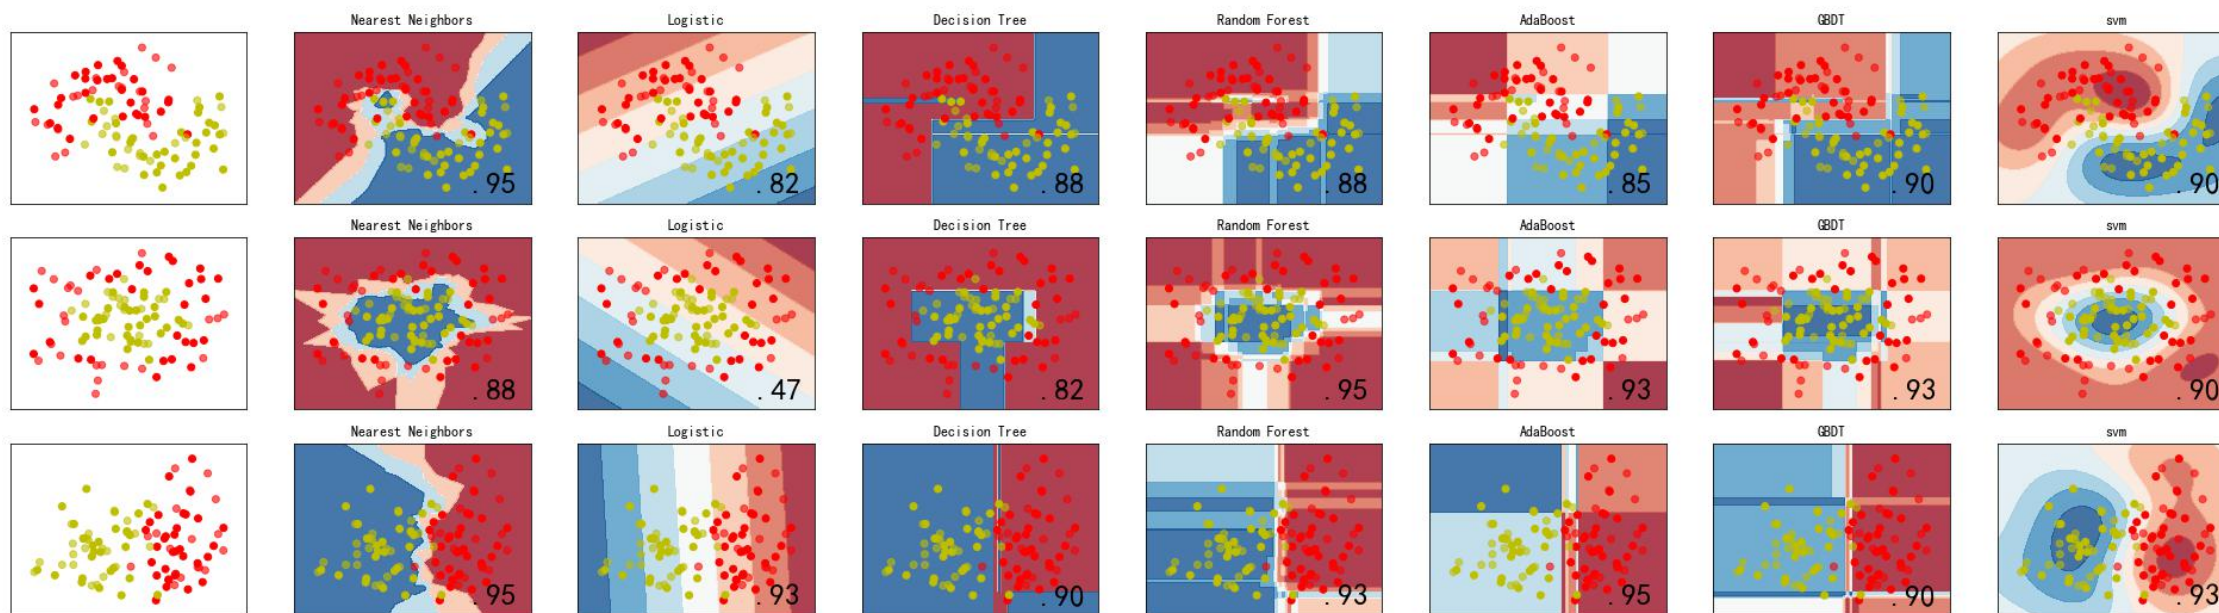 Nearest Neighbors Logistic Decision Tree Random Forest AdaBoost GBDT svm
.95 .82 .88 .88 .85 .90 .90
Nearest Neighbors Logistic Decision Tree Random Forest AdaBoost GBDT svm
.88 .47 .82 .95 .93 .93 .90
Nearest Neighbors Logistic Decision Tree Random Forest AdaBoost GBDT svm
.95 .93 .90 .93 .95 .90 .93